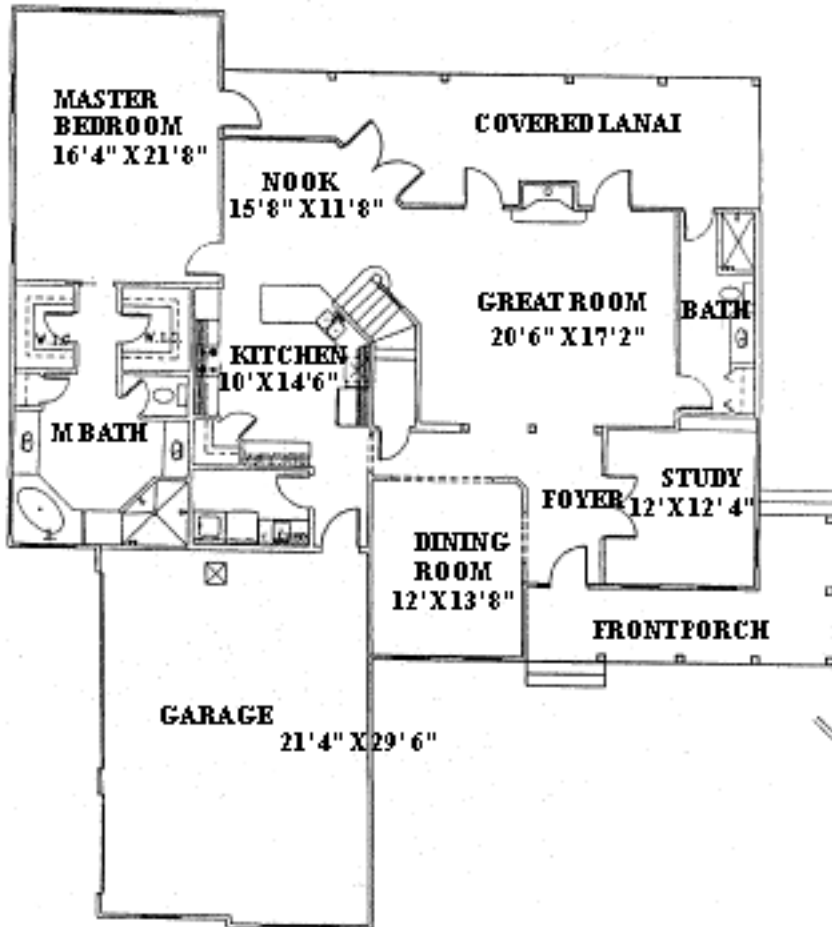 MASTER
BEDROOM
16'4" X 21'8"
COVERED LANAI
NOOK
15'8" X 11'8"
GREAT ROOM
20'6" X 17'2"
BATH
W.I.C.
W.I.C.
KITCHEN
10' X 14'6"
M BATH
STUDY
12' X 12'4"
FOYER
DINING
ROOM
12' X 13'8"
FRONT PORCH
GARAGE
21'4" X 29'6"